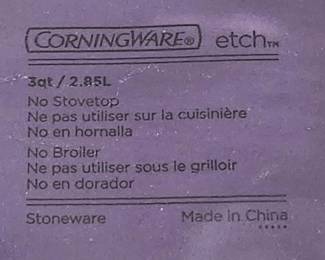 CORNINGWARE® etch™
3qt / 2.85L
No Stovetop
Ne pas utiliser sur la cuisinière
No en hornalla
No Broiler
Ne pas utiliser sous le grilloir
No en dorador
Stoneware Made in China